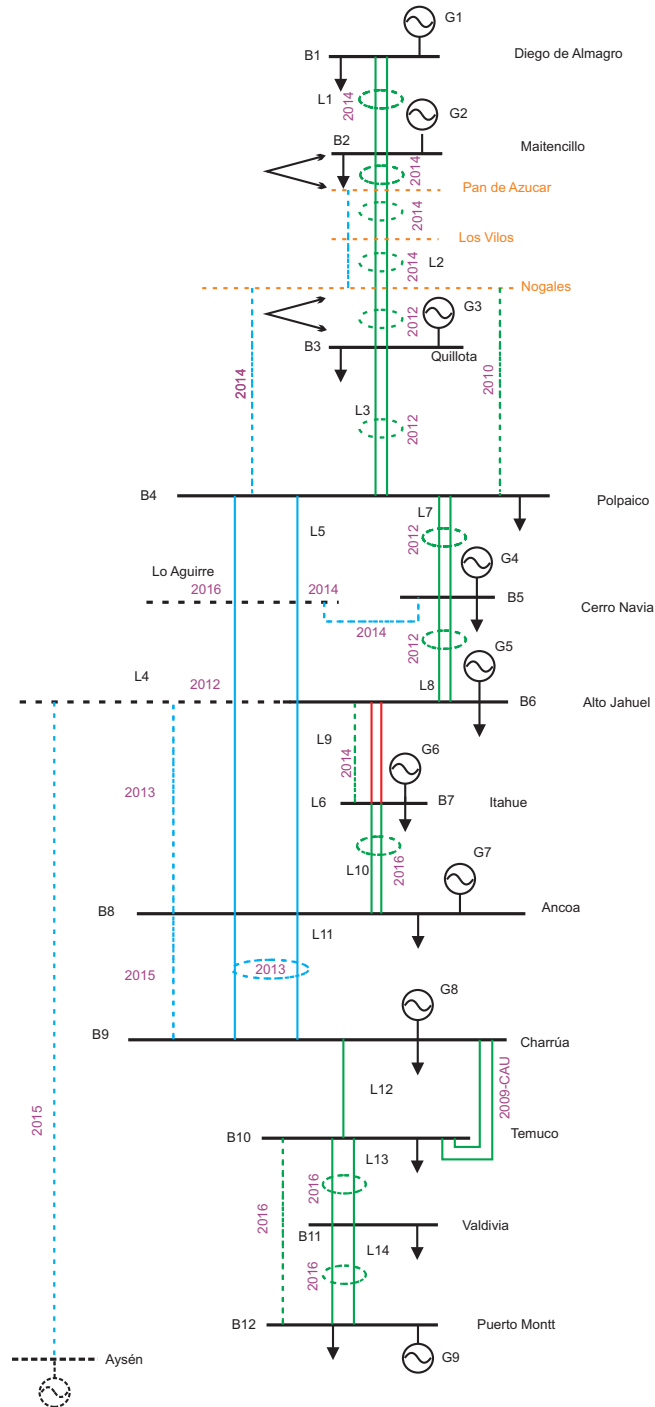 G1
B1
Diego de Almagro
L1
2014
G2
B2
Maitencillo
2014
Pan de Azucar
2014
Los Vilos
2014
L2
Nogales
2012
G3
B3
Quillota
2014
L3
2012
2010
B4
Polpaico
L5
L7
2012
G4
Lo Aguirre
2016
2014
B5
Cerro Navia
2014
2012
G5
L4
2012
L8
B6
Alto Jahuel
L9
2014
G6
2013
L6
B7
Itahue
L10
2016
G7
B8
Ancoa
L11
2013
2015
G8
B9
Charrúa
L12
2009-CAU
2015
B10
Temuco
L13
2016
2016
B11
Valdivia
L14
2016
B12
Puerto Montt
Aysén
G9